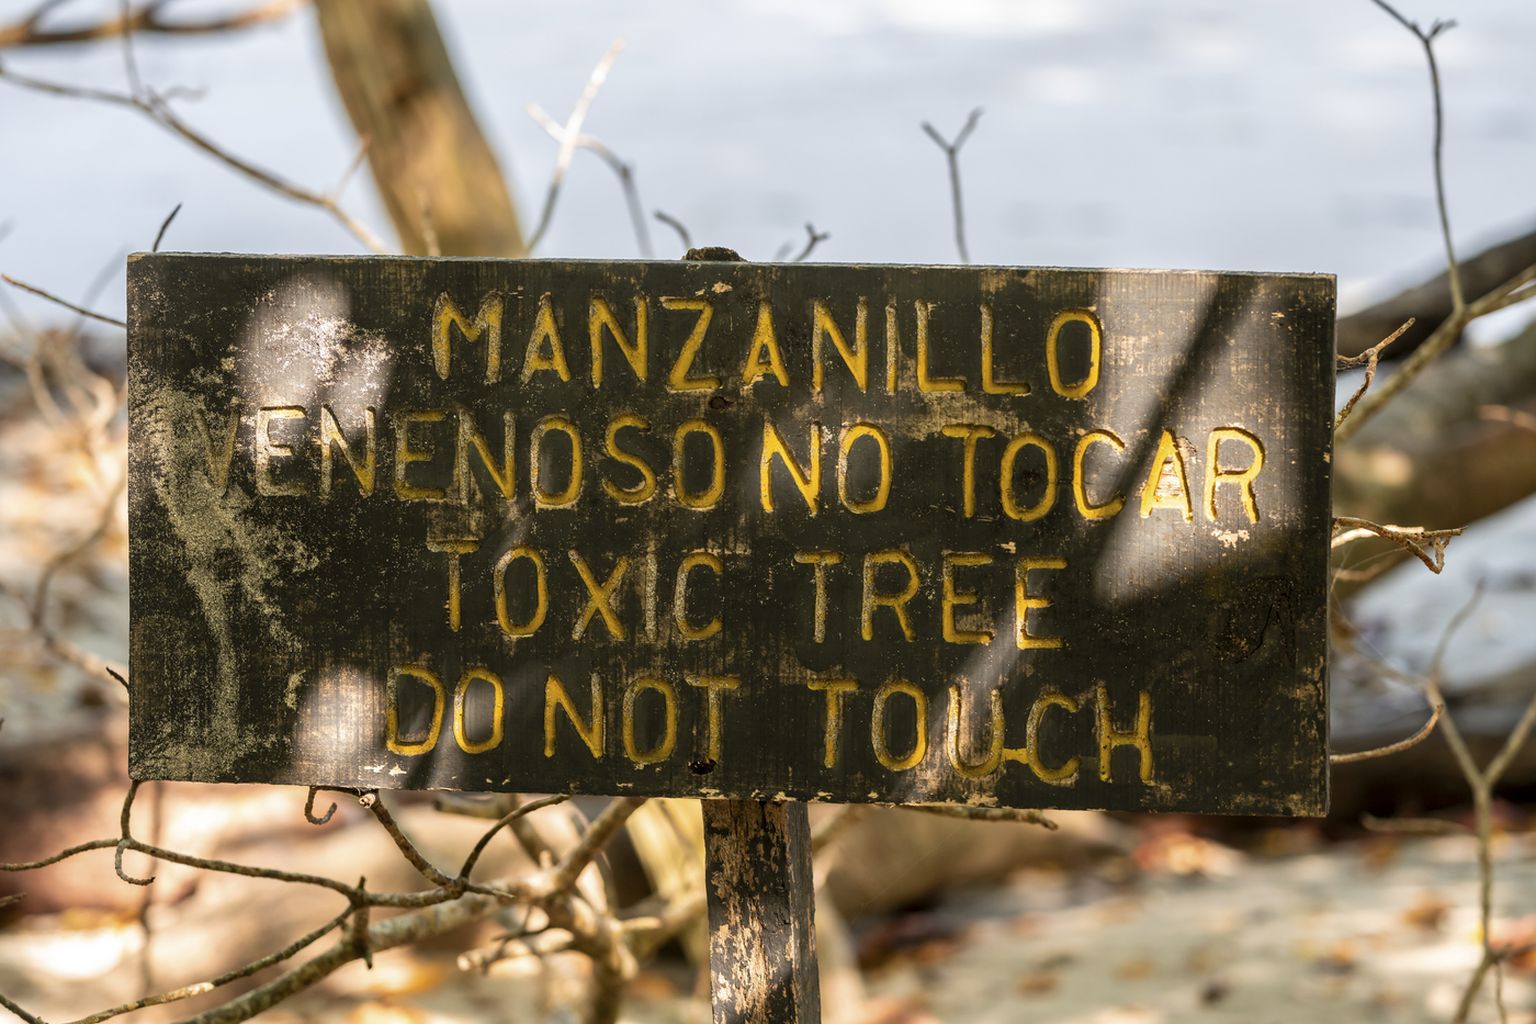 MANZANILLO
VENENOSO NO TOCAR
TOXIC TREE
DO NOT TOUCH